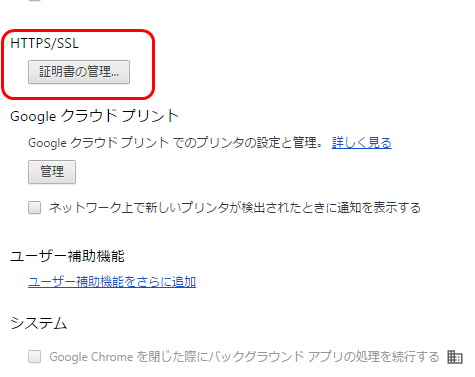 HTTPS/SSL
証明書の管理...
Google クラウド プリント
Google クラウド プリント でのプリンタの設定と管理。 詳しく見る
管理
ネットワーク上で新しいプリンタが検出されたときに通知を表示する
ユーザー補助機能
ユーザー補助機能をさらに追加
システム
Google Chrome を閉じた際にバックグラウンド アプリの処理を続行する